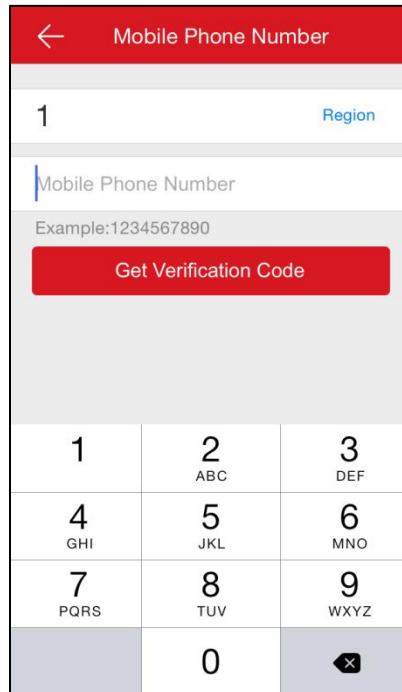 Mobile Phone Number
1 Region
Mobile Phone Number
Example:1234567890
Get Verification Code
1 2 3
ABC DEF
4 5 6
GHI JKL MNO
7 8 9
PQRS TUV WXYZ
0